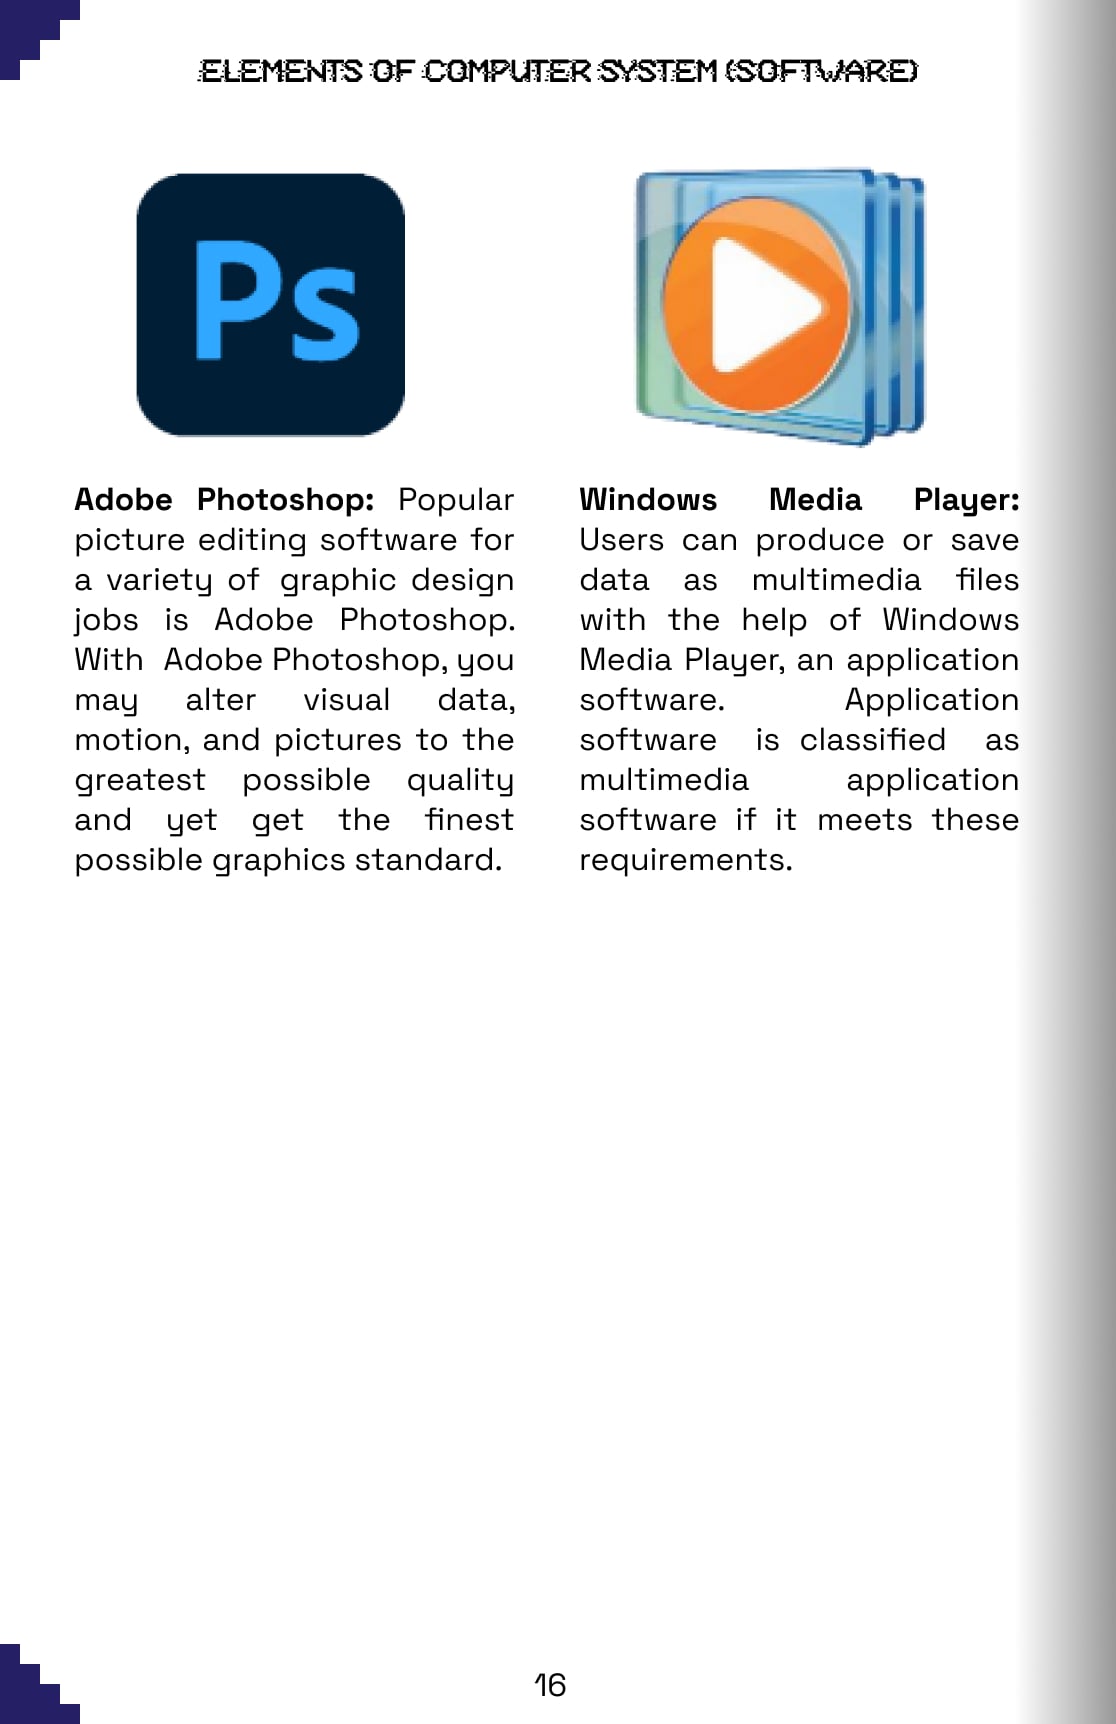 ELEMENTS OF COMPUTER SYSTEM (SOFTWARE)
Ps
Adobe Photoshop: Popular
picture editing software for
a variety of graphic design
jobs is Adobe Photoshop.
With Adobe Photoshop, you
may alter visual data,
motion, and pictures to the
greatest possible quality
and yet get the finest
possible graphics standard.
Windows Media Player:
Users can produce or save
data as multimedia files
with the help of Windows
Media Player, an application
software. Application
software is classified as
multimedia application
software if it meets these
requirements.
16